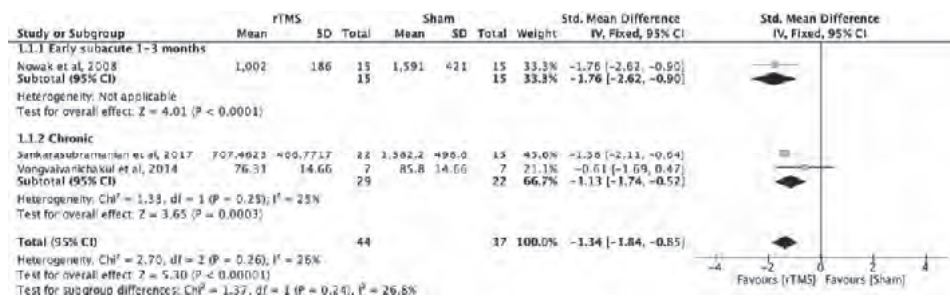 rTMS Sham Std. Mean Difference Std. Mean Difference
Study or Subgroup Mean SD Total Mean SD Total Weight IV, Fixed, 95% CI IV, Fixed, 95% CI
1.1.1 Early subacute 1–3 months
Nowak et al, 2008 1,002 186 15 1,591 421 15 33.3% -1.76 [-2.62, -0.90]
Subtotal (95% CI) 15 15 33.3% -1.76 [-2.62, -0.90]
Heterogeneity: Not applicable
Test for overall effect: Z = 4.01 (P < 0.0001)
1.1.2 Chronic
Sankarasubramanian et al, 2017 22 15 45.6%
Vongvaivanichakul et al, 2014 76.31 14.66 7 85.8 14.66 7 21.1% -0.61 [-1.69, 0.47]
Subtotal (95% CI) 29 22 66.7% -1.13 [-1.74, -0.52]
Heterogeneity: Chi² = 1.33, df = 1 (P = 0.25); I² = 25%
Test for overall effect: Z = 3.65 (P = 0.0003)
Total (95% CI) 44 37 100.0% -1.34 [-1.84, -0.85]
Heterogeneity: Chi² = 2.70, df = 2 (P = 0.26); I² = 26%
Test for overall effect: Z = 5.30 (P < 0.00001)
Test for subgroup differences: Chi² = 1.37, df = 1 (P = 0.24), I² = 26.8%
-4 -2 0 2 4
Favours [rTMS] Favours [Sham]